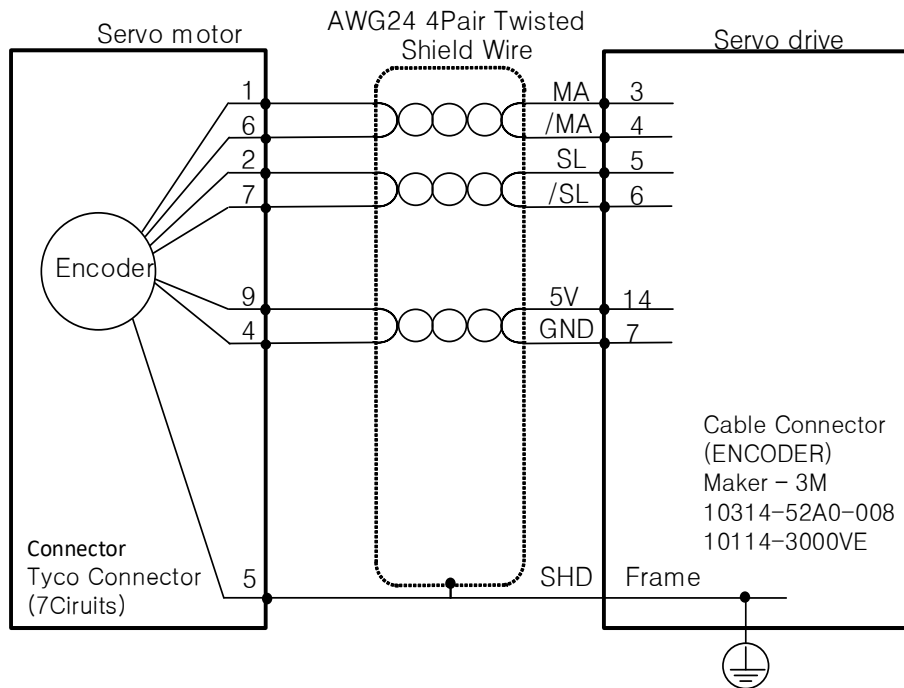 AWG24 4Pair Twisted
Shield Wire
Servo motor
Servo drive
1
MA
3
6
/MA
4
2
SL
5
7
/SL
6
Encoder
9
5V
14
4
GND
7
Cable Connector
(ENCODER)
Maker – 3M
10314-52A0-008
10114-3000VE
Connector
Tyco Connector
(7Ciruits)
5
SHD
Frame